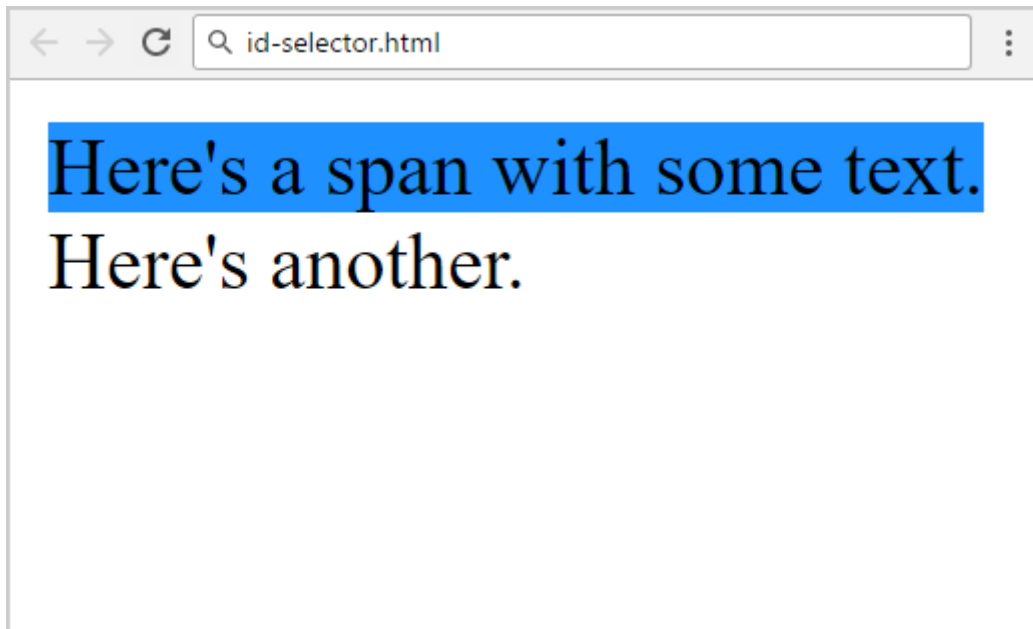 id-selector.html
Here's a span with some text.
Here's another.